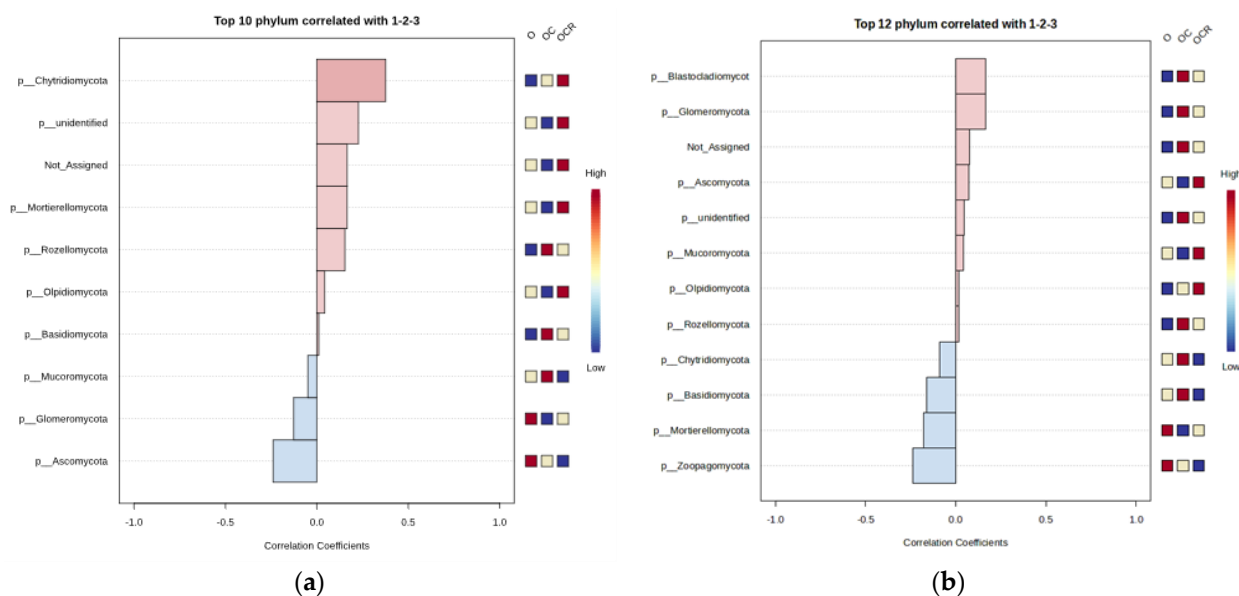 Top 10 phylum correlated with 1-2-3
O OC OCR
p__Chytridiomycota
p__unidentified
Not_Assigned
p__Mortierellomycota
p__Rozellomycota
p__Olpidiomycota
p__Basidiomycota
p__Mucoromycota
p__Glomeromycota
p__Ascomycota
High
Low
-1.0 -0.5 0.0 0.5 1.0
Correlation Coefficients
(a)
Top 12 phylum correlated with 1-2-3
O OC OCR
p__Blastocladiomycot
p__Glomeromycota
Not_Assigned
p__Ascomycota
p__unidentified
p__Mucoromycota
p__Olpidiomycota
p__Rozellomycota
p__Chytridiomycota
p__Basidiomycota
p__Mortierellomycota
p__Zoopagomycota
High
Low
-1.0 -0.5 0.0 0.5 1.0
Correlation Coefficients
(b)